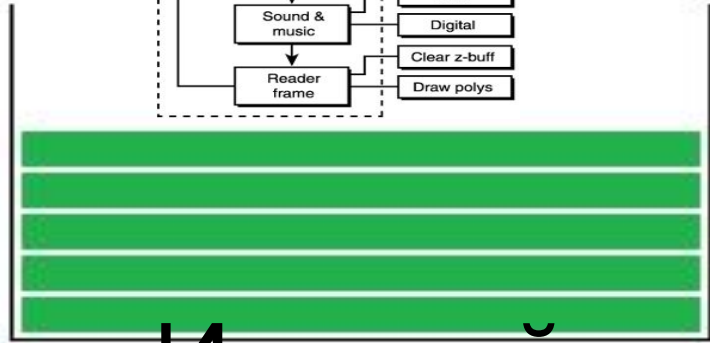 Sound &
music
Digital
Clear z-buff
Reader
frame
Draw polys